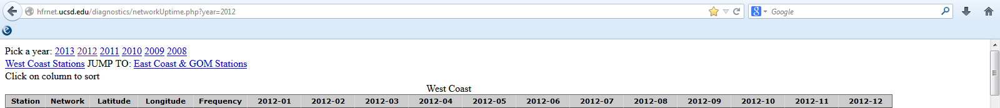 hfrnet.ucsd.edu/diagnostics/networkUptime.php?year=2012 Google
Pick a year: 2013 2012 2011 2010 2009 2008
West Coast Stations JUMP TO: East Coast & GOM Stations
Click on column to sort
West Coast
Station Network Latitude Longitude Frequency 2012-01 2012-02 2012-03 2012-04 2012-05 2012-06 2012-07 2012-08 2012-09 2012-10 2012-11 2012-12